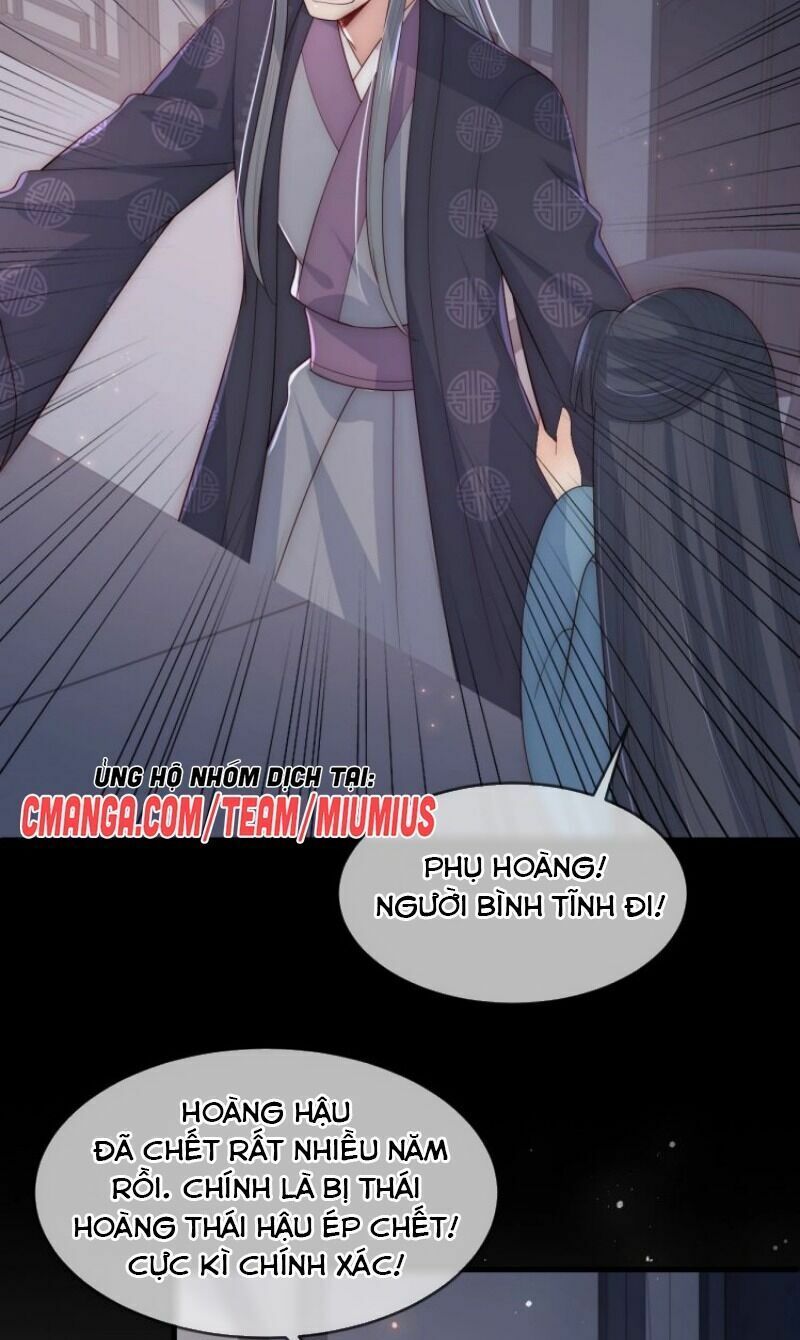 ỦNG HỘ NHÓM DỊCH TẠI:
CMANGA.COM/TEAM/MIUMIUS
PHỤ HOÀNG!
NGƯỜI BÌNH TĨNH ĐI!
HOÀNG HẬU
ĐÃ CHẾT RẤT NHIỀU NĂM
RỒI. CHÍNH LÀ BỊ THÁI
HOÀNG THÁI HẬU ÉP CHẾT!
CỰC KÌ CHÍNH XÁC!